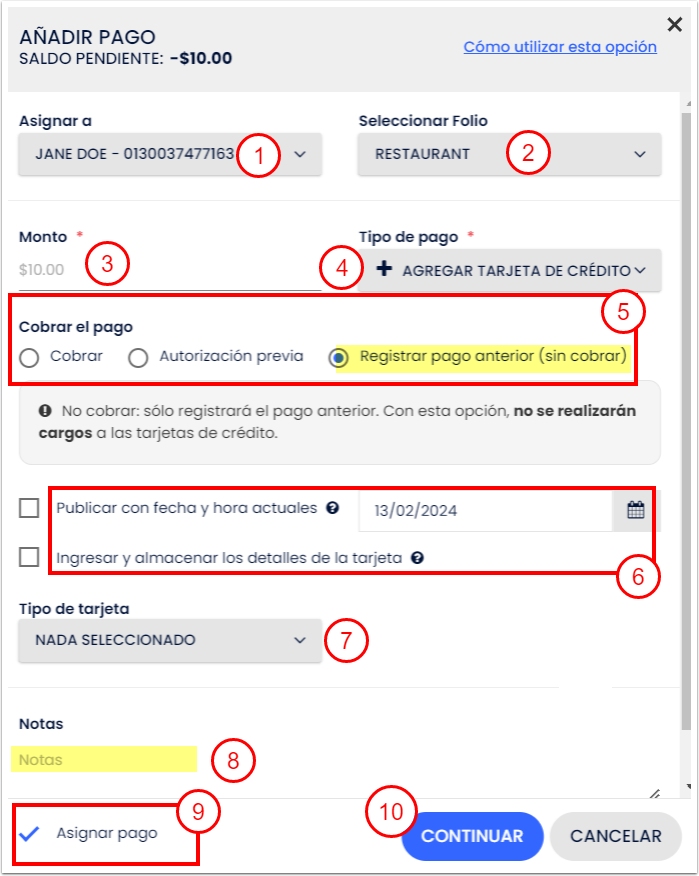 AÑADIR PAGO
SALDO PENDIENTE: -$10.00
Cómo utilizar esta opción
Asignar a
Seleccionar Folio
JANE DOE - 0130037477163
1
RESTAURANT
2
Monto *
Tipo de pago *
$10.00
3
4
AGREGAR TARJETA DE CRÉDITO
5
Cobrar el pago
Cobrar
Autorización previa
Registrar pago anterior (sin cobrar)
No cobrar: sólo registrará el pago anterior. Con esta opción, no se realizarán
cargos a las tarjetas de crédito.
Publicar con fecha y hora actuales
13/02/2024
Ingresar y almacenar los detalles de la tarjeta
6
Tipo de tarjeta
NADA SELECCIONADO
7
Notas
Notas
8
9
Asignar pago
10
CONTINUAR
CANCELAR